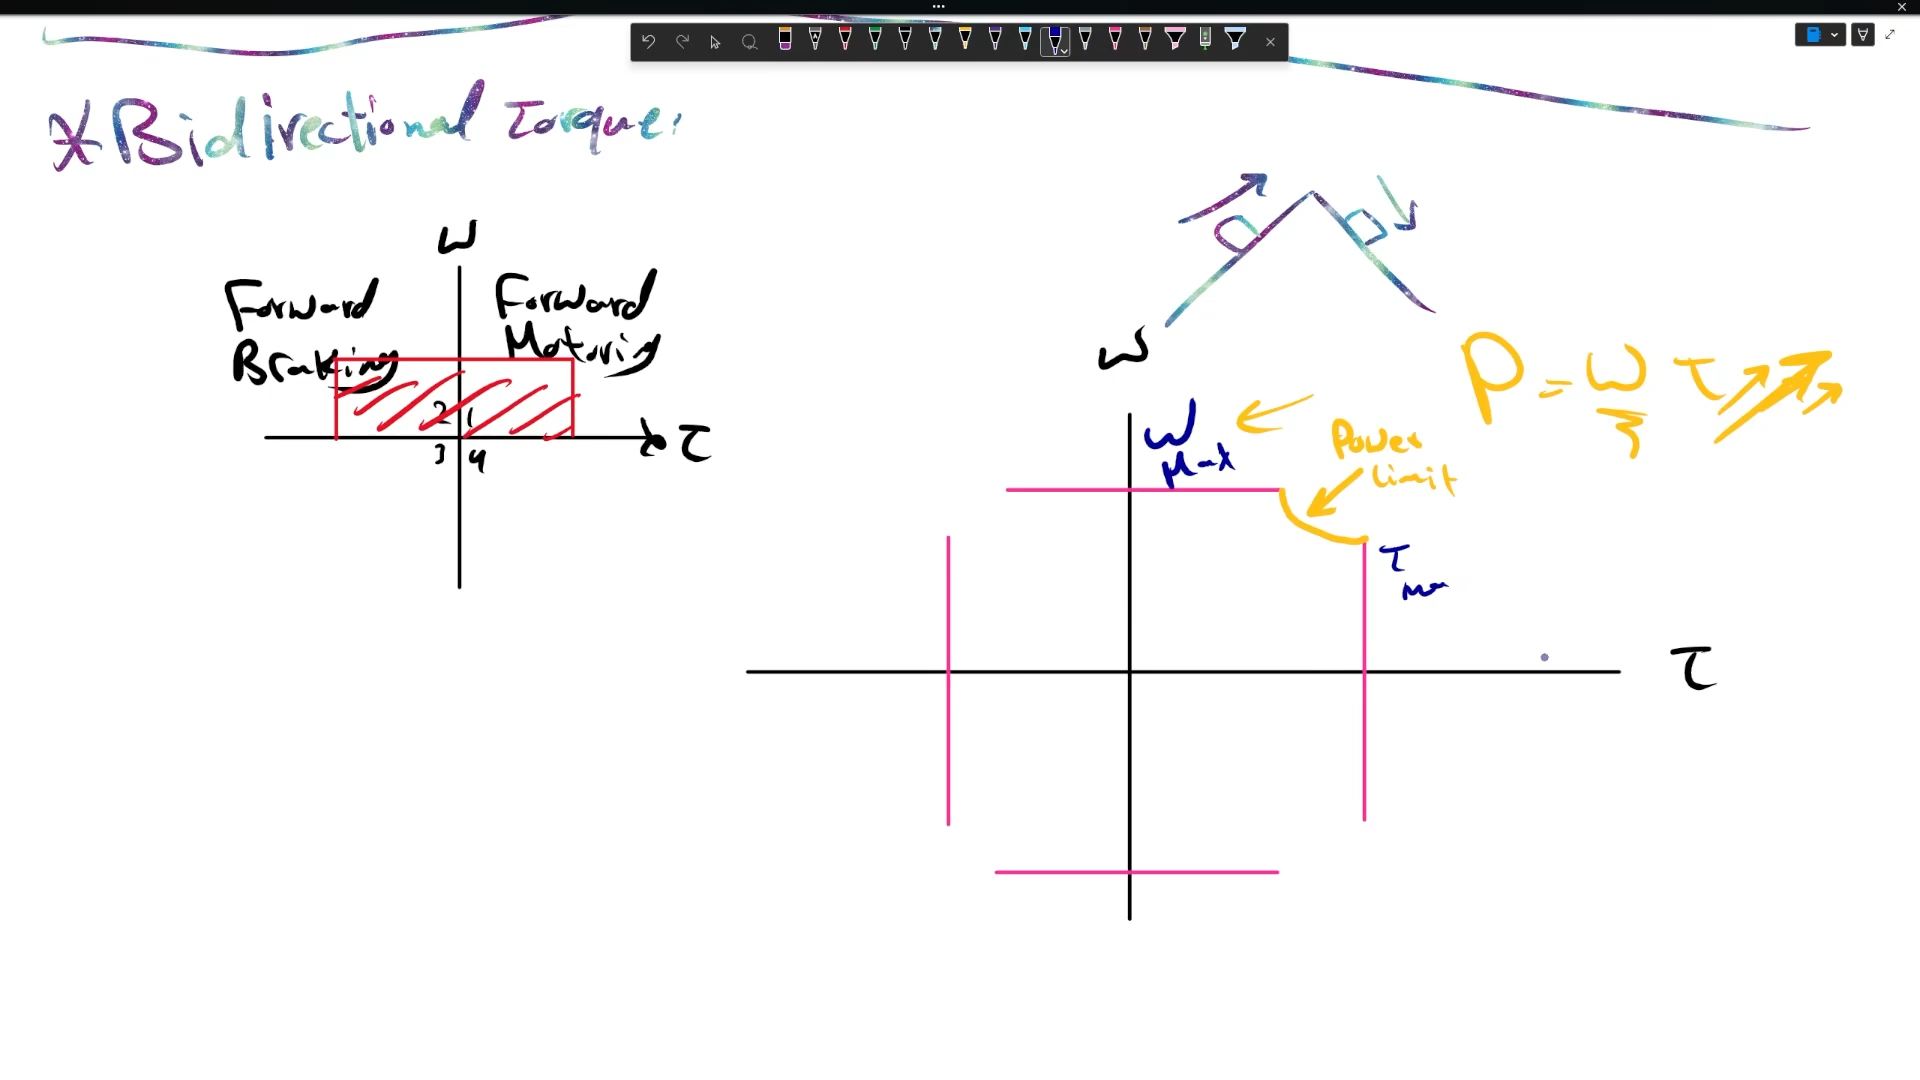 *Bidirectional Torque:
ω
Forward
Braking
Forward
Motoring
2 1
3 4
τ
ω
P = ω τ
ω
Max
Power
limit
τ
τ